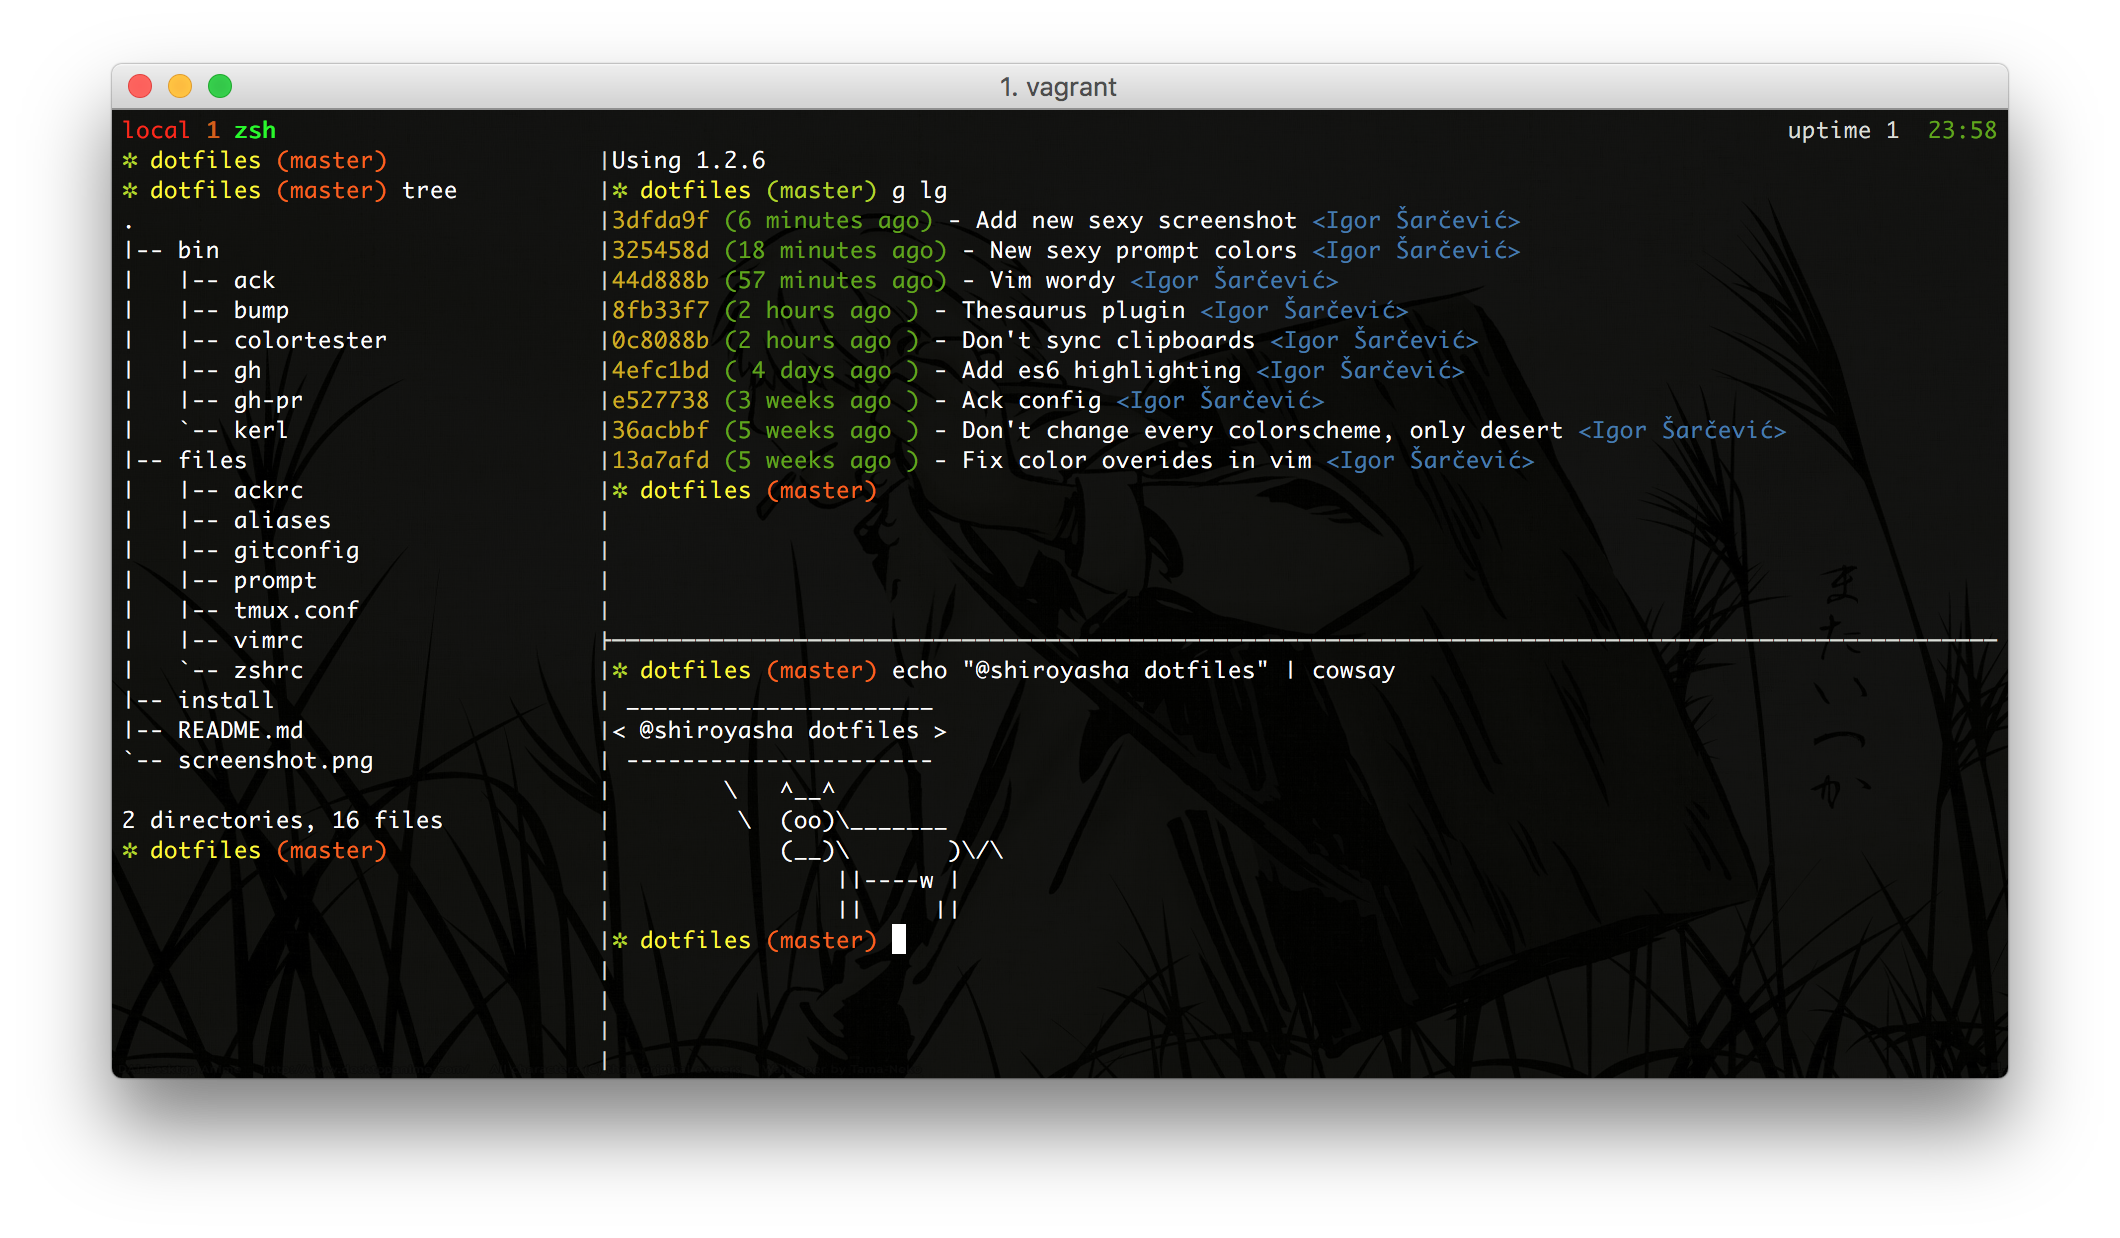 1. vagrant
local 1 zsh
uptime 1  23:58
✲ dotfiles (master)
✲ dotfiles (master) tree
.
|-- bin
|   |-- ack
|   |-- bump
|   |-- colortester
|   |-- gh
|   |-- gh-pr
|   `-- kerl
|-- files
|   |-- ackrc
|   |-- aliases
|   |-- gitconfig
|   |-- prompt
|   |-- tmux.conf
|   |-- vimrc
|   `-- zshrc
|-- install
|-- README.md
`-- screenshot.png
2 directories, 16 files
✲ dotfiles (master)
Using 1.2.6
✲ dotfiles (master) g lg
3dfda9f (6 minutes ago) - Add new sexy screenshot <Igor Šarčević>
325458d (18 minutes ago) - New sexy prompt colors <Igor Šarčević>
44d888b (57 minutes ago) - Vim wordy <Igor Šarčević>
8fb33f7 (2 hours ago ) - Thesaurus plugin <Igor Šarčević>
0c8088b (2 hours ago ) - Don't sync clipboards <Igor Šarčević>
4efc1bd ( 4 days ago ) - Add es6 highlighting <Igor Šarčević>
e527738 (3 weeks ago ) - Ack config <Igor Šarčević>
36acbbf (5 weeks ago ) - Don't change every colorscheme, only desert <Igor Šarčević>
13a7afd (5 weeks ago ) - Fix color overides in vim <Igor Šarčević>
✲ dotfiles (master)
✲ dotfiles (master) echo "@shiroyasha dotfiles" | cowsay
 ______________________
< @shiroyasha dotfiles >
 ----------------------
        \   ^__^
         \  (oo)\_______
            (__)\       )\/\
                ||----w |
                ||     ||
✲ dotfiles (master)
またいつか